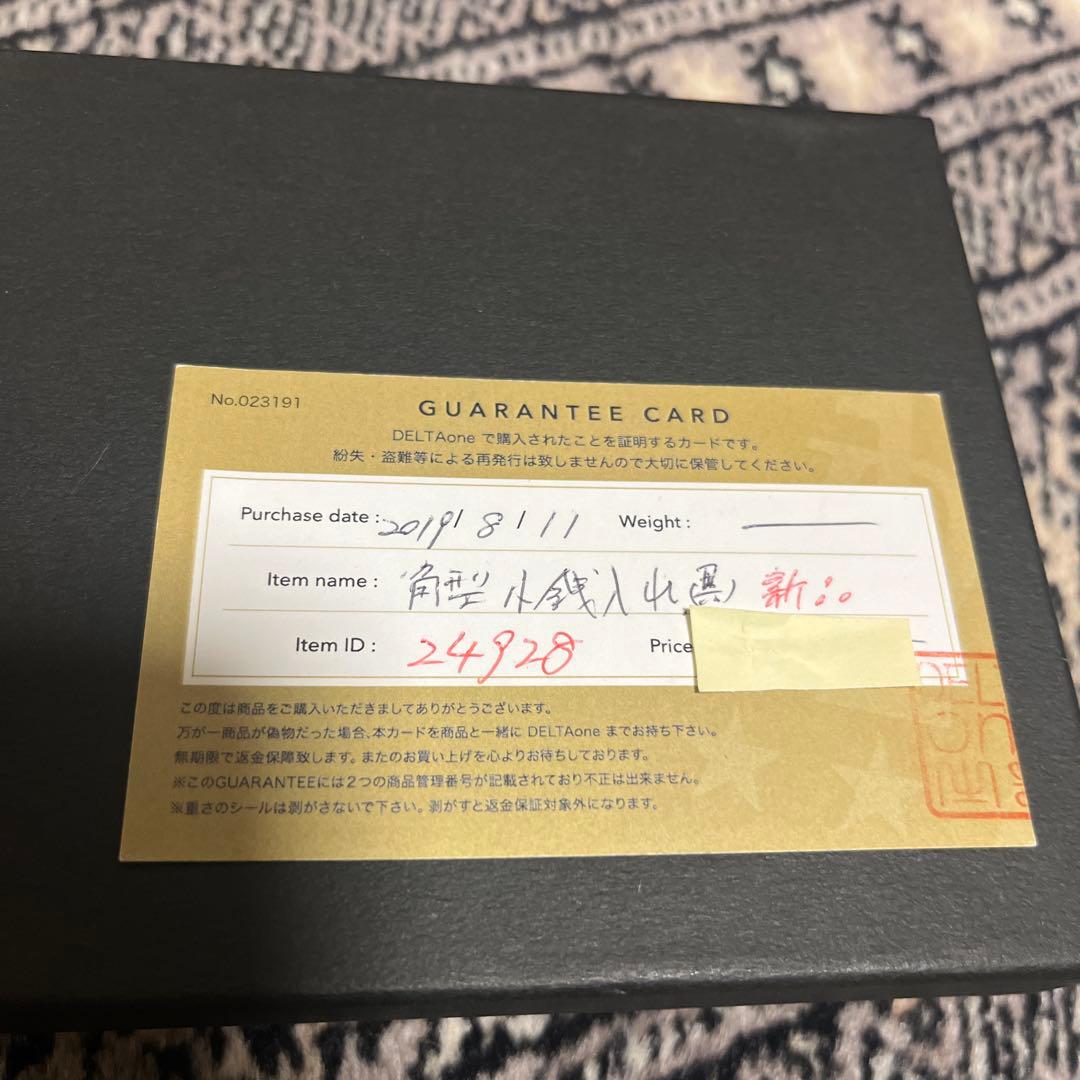 No.023191
GUARANTEE CARD
DELTAone で購入されたことを証明するカードです。
紛失・盗難等による再発行は致しませんので大切に保管してください。
Purchase date : 2019/8/11 Weight : —
Item name : 角型小銭入れ(黒) 新品
Item ID : 24928 Price
この度は商品をご購入いただきましてありがとうございます。
万が一商品が偽物だった場合、本カードを商品と一緒に DELTAone までお持ち下さい。
無期限で返金保障致します。またのお買い上げを心よりお待ちしております。
※このGUARANTEEには2つの商品管理番号が記載されており不正は出来ません。
※重さのシールは剥がさないで下さい。剥がすと返金保証対象外になります。